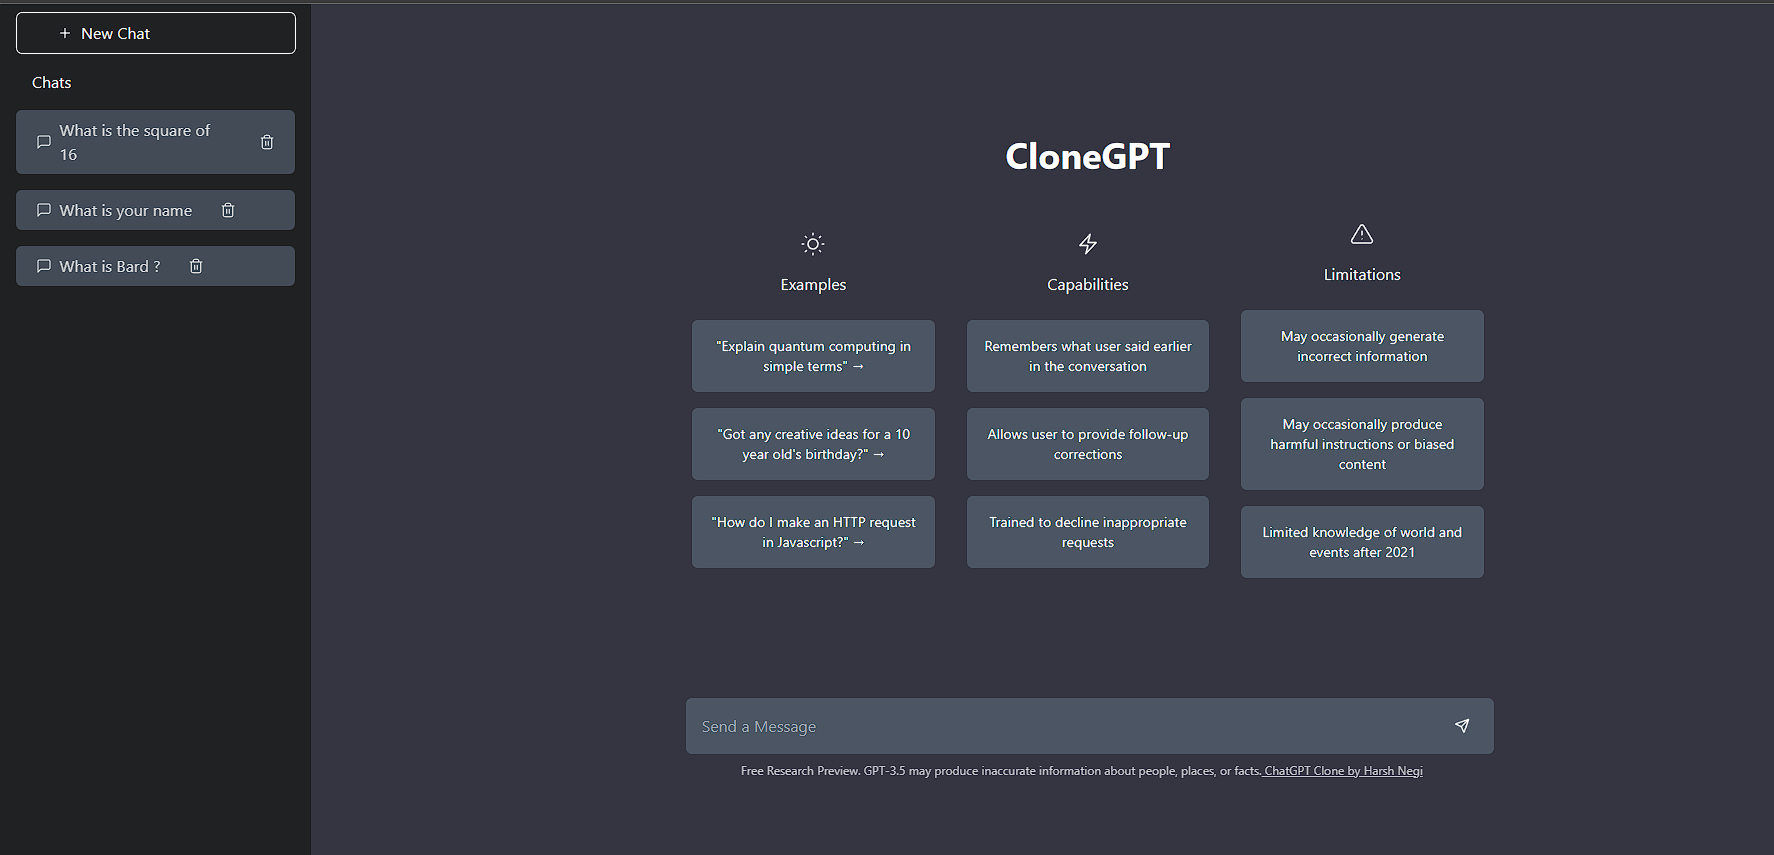 + New Chat
Chats
What is the square of
16
What is your name
What is Bard ?
CloneGPT
Examples
"Explain quantum computing in
simple terms" →
"Got any creative ideas for a 10
year old's birthday?" →
"How do I make an HTTP request
in Javascript?" →
Capabilities
Remembers what user said earlier
in the conversation
Allows user to provide follow-up
corrections
Trained to decline inappropriate
requests
Limitations
May occasionally generate
incorrect information
May occasionally produce
harmful instructions or biased
content
Limited knowledge of world and
events after 2021
Send a Message
Free Research Preview. GPT-3.5 may produce inaccurate information about people, places, or facts. ChatGPT Clone by Harsh Negi